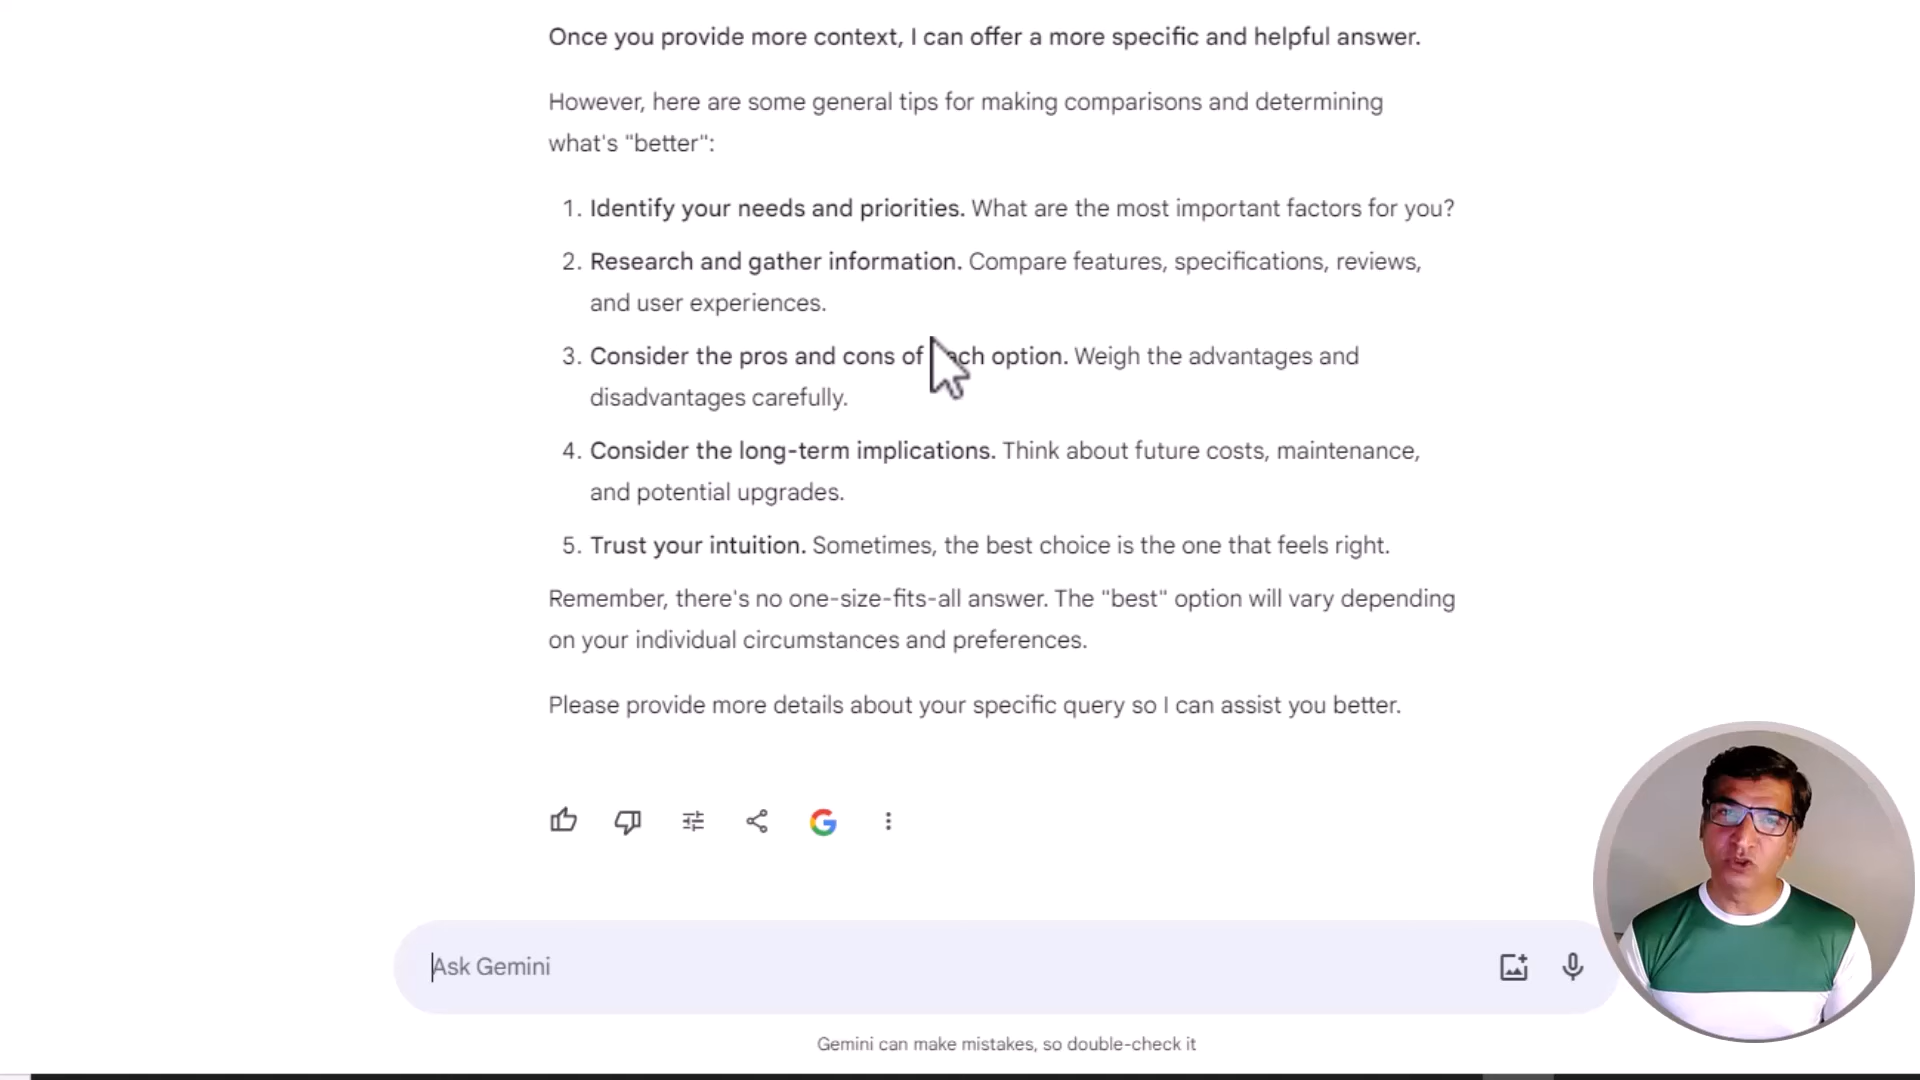 Once you provide more context, I can offer a more specific and helpful answer.
However, here are some general tips for making comparisons and determining
what's "better":
1. Identify your needs and priorities. What are the most important factors for you?
2. Research and gather information. Compare features, specifications, reviews,
and user experiences.
3. Consider the pros and cons of each option. Weigh the advantages and
disadvantages carefully.
4. Consider the long-term implications. Think about future costs, maintenance,
and potential upgrades.
5. Trust your intuition. Sometimes, the best choice is the one that feels right.
Remember, there's no one-size-fits-all answer. The "best" option will vary depending
on your individual circumstances and preferences.
Please provide more details about your specific query so I can assist you better.
Ask Gemini
Gemini can make mistakes, so double-check it